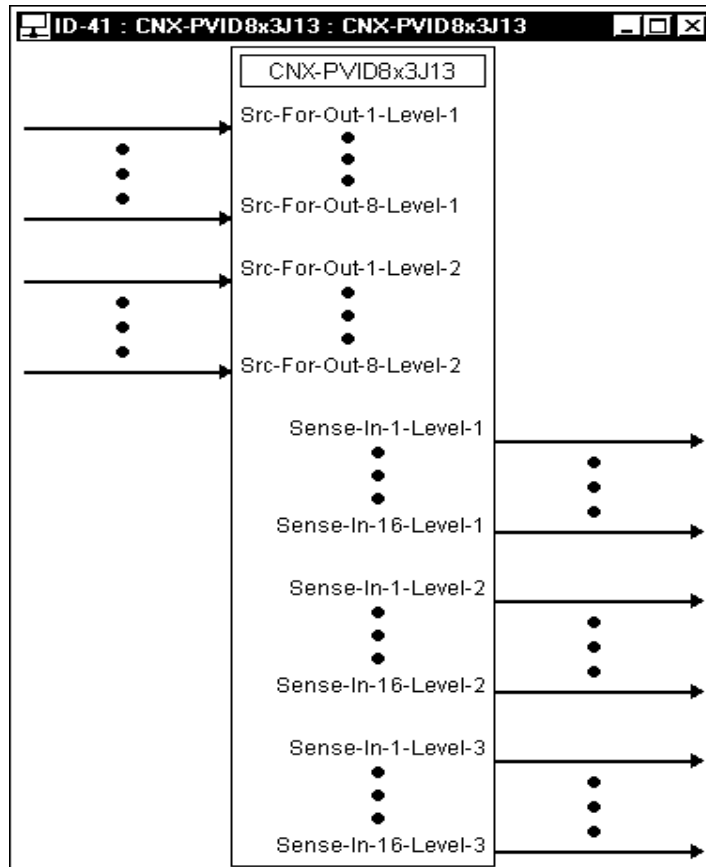 ID-41 : CNX-PVID8x3J13 : CNX-PVID8x3J13
CNX-PVID8x3J13
Src-For-Out-1-Level-1
Src-For-Out-8-Level-1
Src-For-Out-1-Level-2
Src-For-Out-8-Level-2
Sense-In-1-Level-1
Sense-In-16-Level-1
Sense-In-1-Level-2
Sense-In-16-Level-2
Sense-In-1-Level-3
Sense-In-16-Level-3